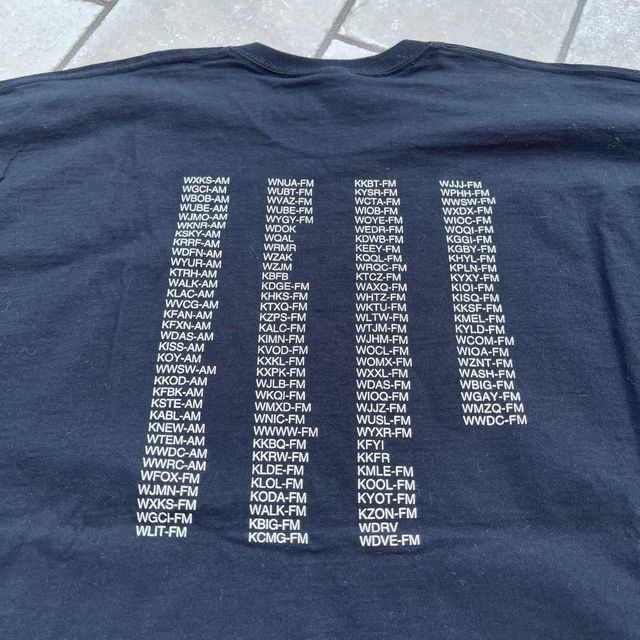 WXKS-AM
WGCI-AM
WBOB-AM
WUBE-AM
WJMO-AM
WKNR-AM
KSKY-AM
KRRF-AM
WDFN-AM
WYUR-AM
KTRH-AM
WALK-AM
KLAC-AM
WVCG-AM
KFAN-AM
KFXN-AM
WDAS-AM
KISS-AM
KOY-AM
WWSW-AM
KKOD-AM
KFBK-AM
KSTE-AM
KABL-AM
KNEW-AM
WTEM-AM
WWDC-AM
WWRC-AM
WFOX-FM
WJMN-FM
WXKS-FM
WGCI-FM
WLIT-FM
WNUA-FM
WUBT-FM
WVAZ-FM
WUBE-FM
WYGY-FM
WDOK
WQAL
WRMR
WZAK
WZJM
KBFB
KDGE-FM
KHKS-FM
KTXQ-FM
KZPS-FM
KALC-FM
KIMN-FM
KVOD-FM
KXKL-FM
KXPK-FM
WJLB-FM
WKQI-FM
WMXD-FM
WNIC-FM
WWWW-FM
KKBQ-FM
KKRW-FM
KLDE-FM
KLOL-FM
KODA-FM
WALK-FM
KBIG-FM
KCMG-FM
KKBT-FM
KYSR-FM
WCTA-FM
WIOB-FM
WOYE-FM
WEDR-FM
KDWB-FM
KEEY-FM
KQQL-FM
WRQC-FM
KTCZ-FM
WAXQ-FM
WHTZ-FM
WKTU-FM
WLTW-FM
WTJM-FM
WJHM-FM
WOCL-FM
WOMX-FM
WXXL-FM
WDAS-FM
WIOQ-FM
WJJZ-FM
WUSL-FM
WYXR-FM
KFYI
KKFR
KMLE-FM
KOOL-FM
KYOT-FM
KZON-FM
WDRV
WDVE-FM
WJJJ-FM
WPHH-FM
WWSW-FM
WXDX-FM
WIOC-FM
WOQI-FM
KGGI-FM
KGBY-FM
KHYL-FM
KPLN-FM
KYXY-FM
KIOI-FM
KISQ-FM
KKSF-FM
KMEL-FM
KYLD-FM
WCOM-FM
WIOA-FM
WZNT-FM
WASH-FM
WBIG-FM
WGAY-FM
WMZQ-FM
WWDC-FM